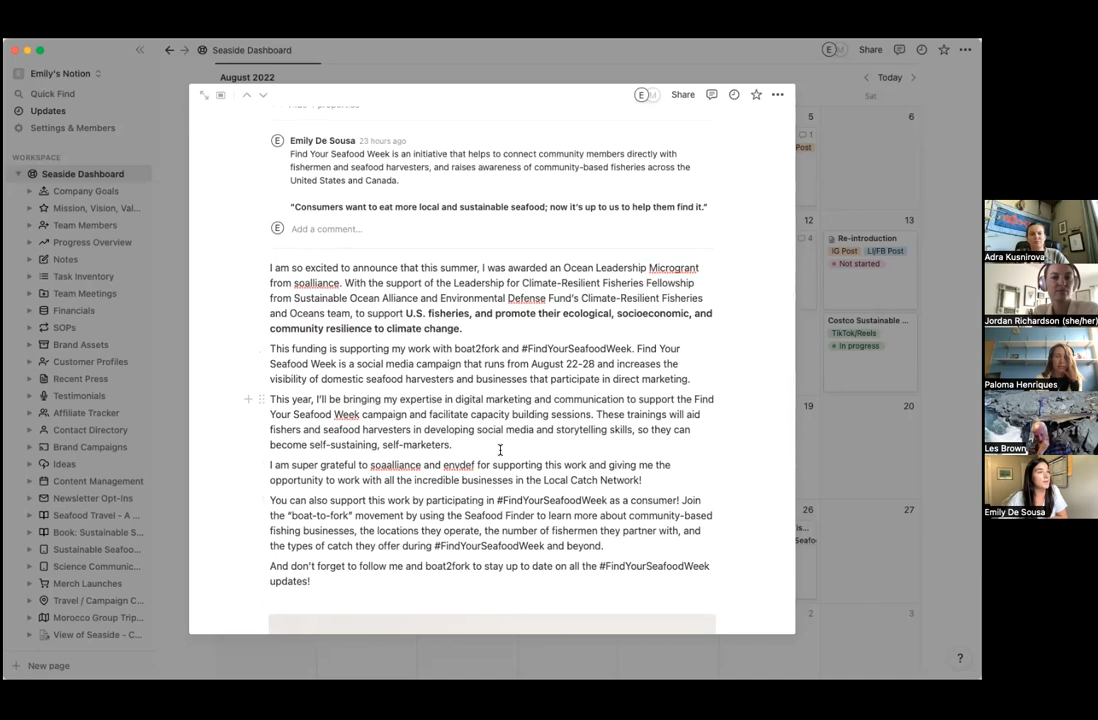 Seaside Dashboard
E M
Share
Emily's Notion
Quick Find
Updates
Settings & Members
WORKSPACE
Seaside Dashboard
Company Goals
Mission, Vision, Val...
Team Members
Progress Overview
Notes
Task Inventory
Team Meetings
Financials
SOPs
Brand Assets
Customer Profiles
Recent Press
Testimonials
Affiliate Tracker
Contact Directory
Brand Campaigns
Ideas
Content Management
Newsletter Opt-Ins
Seafood Travel - A ...
Book: Sustainable S...
Sustainable Seafoo...
Science Communic...
Merch Launches
Travel / Campaign C...
Morocco Group Trip...
View of Seaside - C...
New page
August 2022
Today
Sat
E M
Share
E Emily De Sousa 23 hours ago
Find Your Seafood Week is an initiative that helps to connect community members directly with
fishermen and seafood harvesters, and raises awareness of community-based fisheries across the
United States and Canada.
"Consumers want to eat more local and sustainable seafood; now it's up to us to help them find it."
E Add a comment...
I am so excited to announce that this summer, I was awarded an Ocean Leadership Microgrant
from soalliance. With the support of the Leadership for Climate-Resilient Fisheries Fellowship
from Sustainable Ocean Alliance and Environmental Defense Fund's Climate-Resilient Fisheries
and Oceans team, to support U.S. fisheries, and promote their ecological, socioeconomic, and
community resilience to climate change.
This funding is supporting my work with boat2fork and #FindYourSeafoodWeek. Find Your
Seafood Week is a social media campaign that runs from August 22-28 and increases the
visibility of domestic seafood harvesters and businesses that participate in direct marketing.
This year, I'll be bringing my expertise in digital marketing and communication to support the Find
Your Seafood Week campaign and facilitate capacity building sessions. These trainings will aid
fishers and seafood harvesters in developing social media and storytelling skills, so they can
become self-sustaining, self-marketers.
I am super grateful to soaalliance and envdef for supporting this work and giving me the
opportunity to work with all the incredible businesses in the Local Catch Network!
You can also support this work by participating in #FindYourSeafoodWeek as a consumer! Join
the "boat-to-fork" movement by using the Seafood Finder to learn more about community-based
fishing businesses, the locations they operate, the number of fishermen they partner with, and
the types of catch they offer during #FindYourSeafoodWeek and beyond.
And don't forget to follow me and boat2fork to stay up to date on all the #FindYourSeafoodWeek
updates!
5
6
1
Post
12
13
4
Re-introduction
IG Post LI/FB Post
Not started
Costco Sustainable ...
TikTok/Reels
In progress
19
20
26
27
Seafo
2
3
?
Adra Kusnirova
Jordan Richardson (she/her)
Paloma Henriques
Les Brown
Emily De Sousa